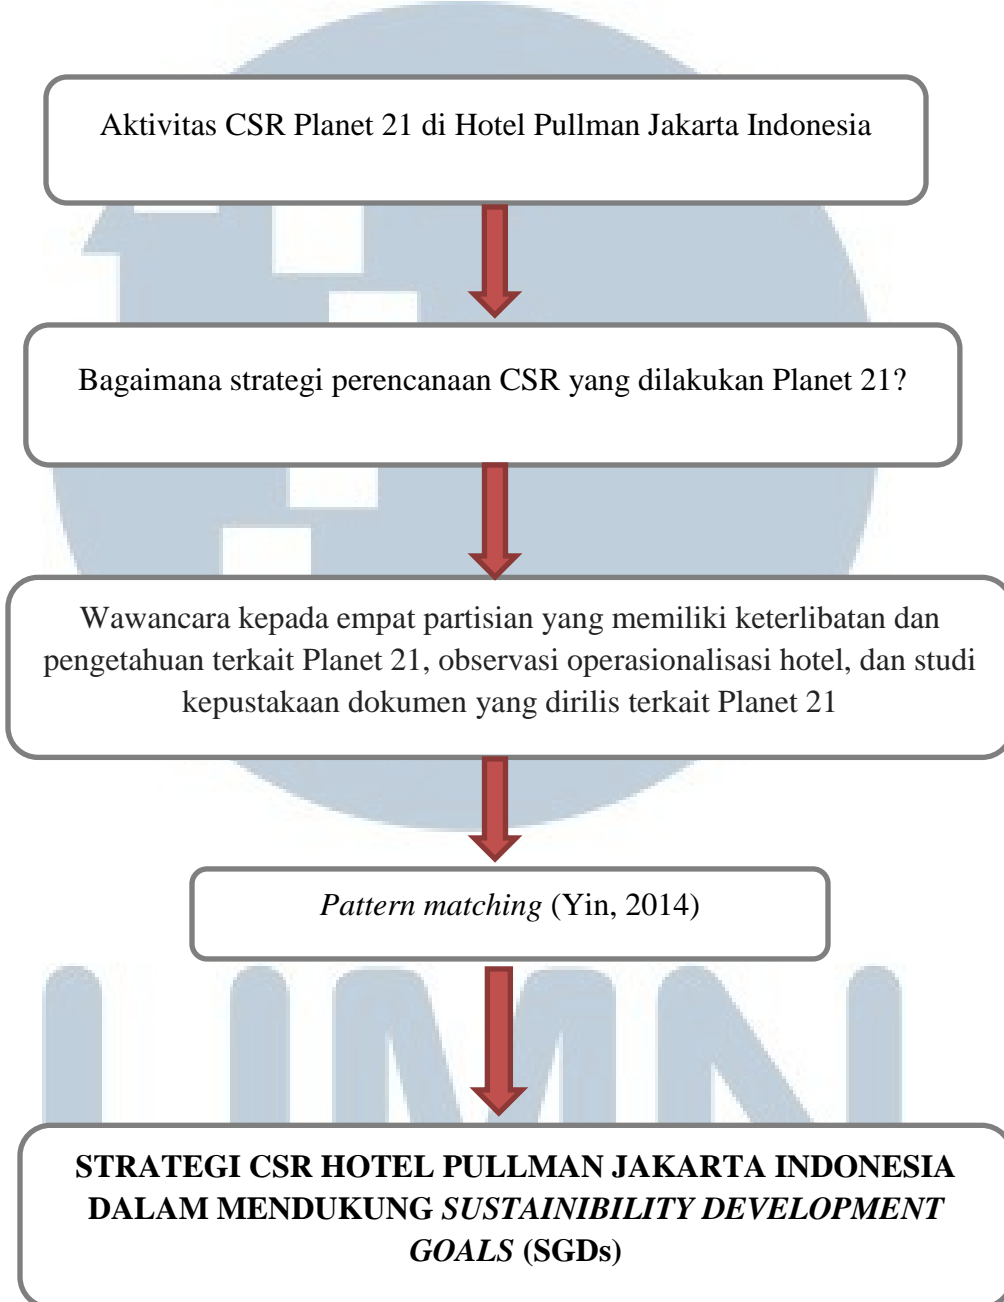 Aktivitas CSR Planet 21 di Hotel Pullman Jakarta Indonesia
Bagaimana strategi perencanaan CSR yang dilakukan Planet 21?
Wawancara kepada empat partisian yang memiliki keterlibatan dan
pengetahuan terkait Planet 21, observasi operasionalisasi hotel, dan studi
kepustakaan dokumen yang dirilis terkait Planet 21
Pattern matching (Yin, 2014)
UMN
STRATEGI CSR HOTEL PULLMAN JAKARTA INDONESIA
DALAM MENDUKUNG SUSTAINIBILITY DEVELOPMENT
GOALS (SGDs)